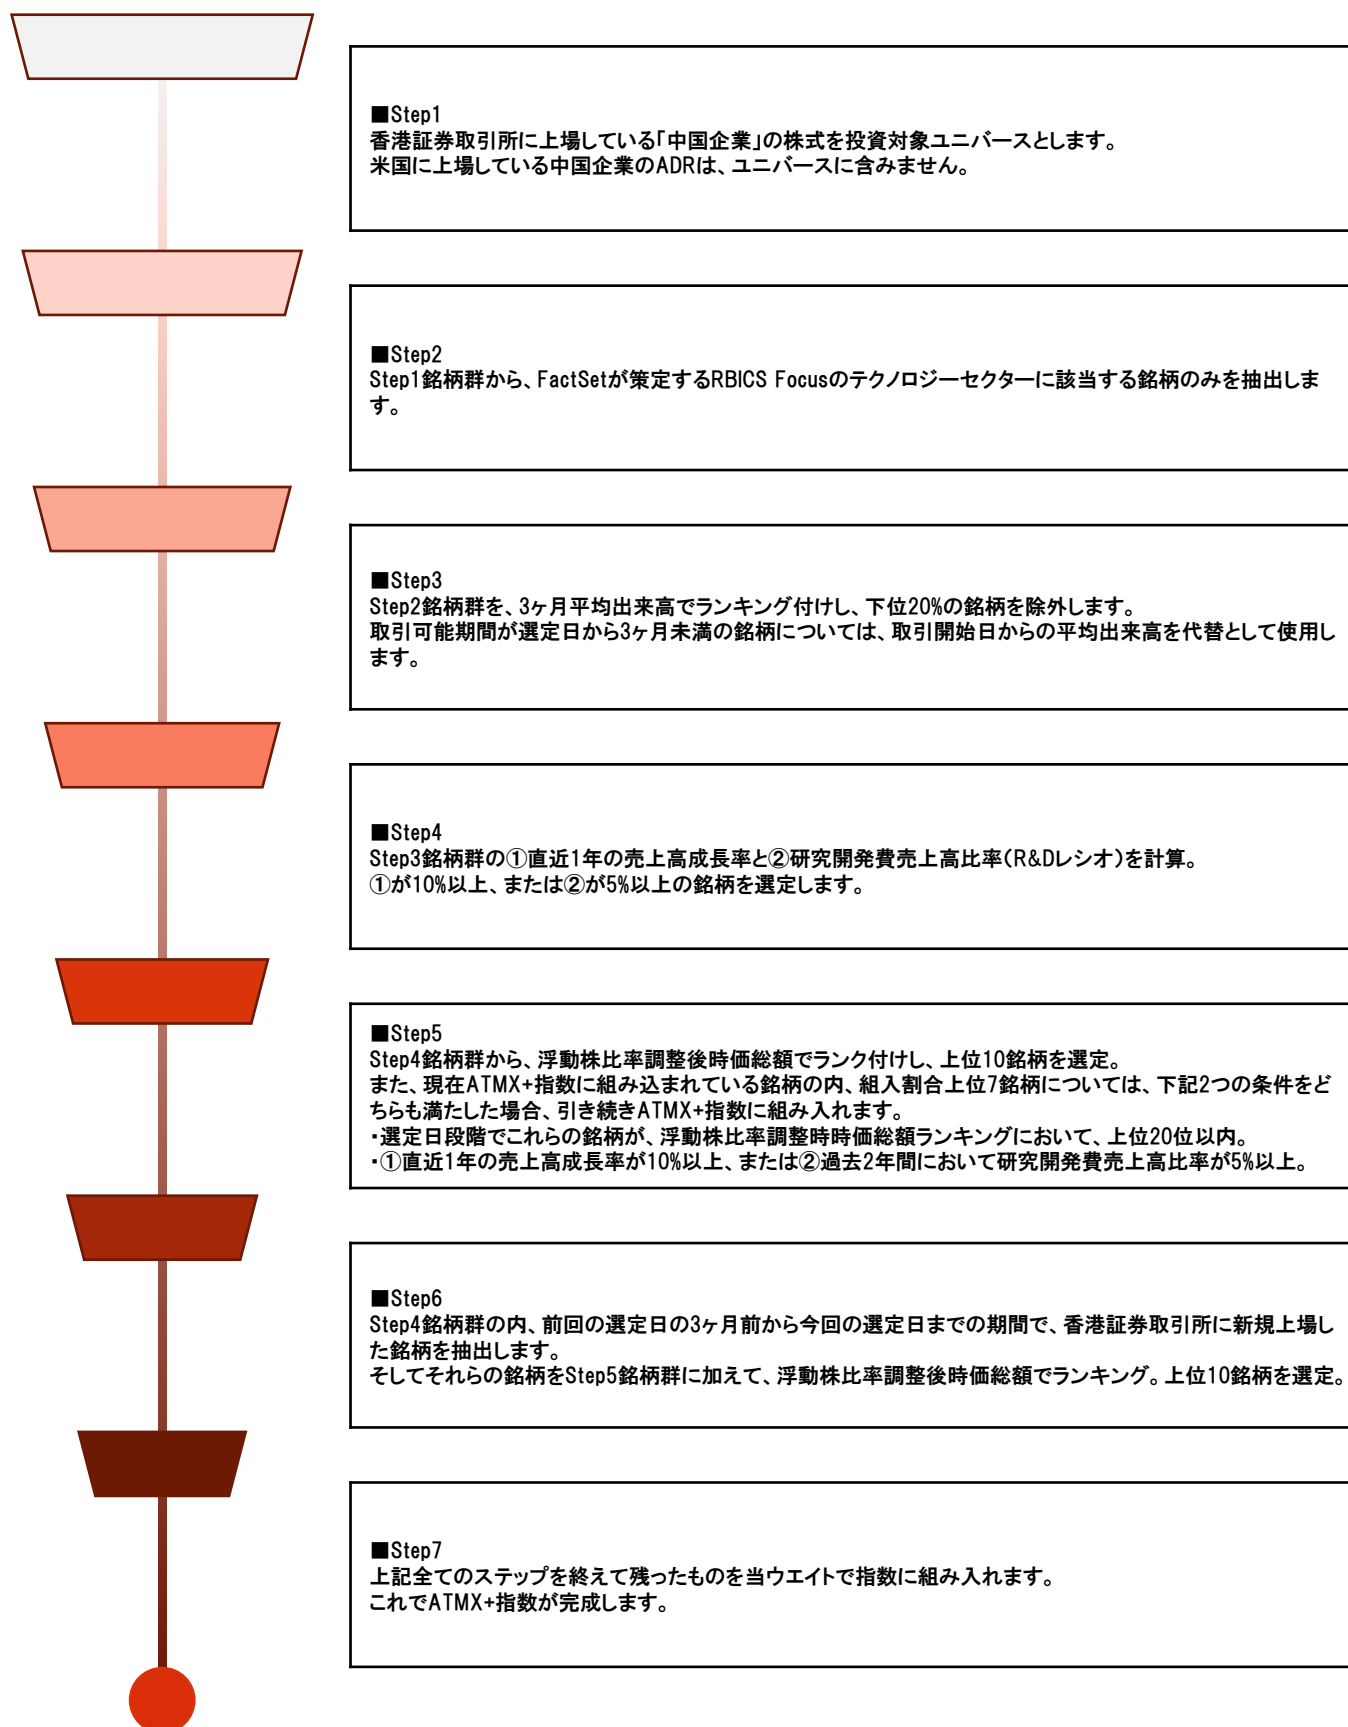 ■Step1
香港証券取引所に上場している「中国企業」の株式を投資対象ユニバースとします。
米国に上場している中国企業のADRは、ユニバースに含みません。
■Step2
Step1銘柄群から、FactSetが策定するRBICS Focusのテクノロジーセクターに該当する銘柄のみを抽出しま
す。
■Step3
Step2銘柄群を、3ヶ月平均出来高でランキング付けし、下位20%の銘柄を除外します。
取引可能期間が選定日から3ヶ月未満の銘柄については、取引開始日からの平均出来高を代替として使用し
ます。
■Step4
Step3銘柄群の①直近1年の売上高成長率と②研究開発費売上高比率（R&Dレシオ）を計算。
①が10%以上、または②が5%以上の銘柄を選定します。
■Step5
Step4銘柄群から、浮動株比率調整後時価総額でランク付けし、上位10銘柄を選定。
また、現在ATMX+指数に組み込まれている銘柄の内、組入割合上位7銘柄については、下記2つの条件をど
ちらも満たした場合、引き続きATMX+指数に組み入れます。
・選定日段階でこれらの銘柄が、浮動株比率調整時時価総額ランキングにおいて、上位20位以内。
・①直近1年の売上高成長率が10%以上、または②過去2年間において研究開発費売上高比率が5%以上。
■Step6
Step4銘柄群の内、前回の選定日の3ヶ月前から今回の選定日までの期間で、香港証券取引所に新規上場し
た銘柄を抽出します。
そしてそれらの銘柄をStep5銘柄群に加えて、浮動株比率調整後時価総額でランキング。上位10銘柄を選定。
■Step7
上記全てのステップを終えて残ったものを当ウエイトで指数に組み入れます。
これでATMX+指数が完成します。